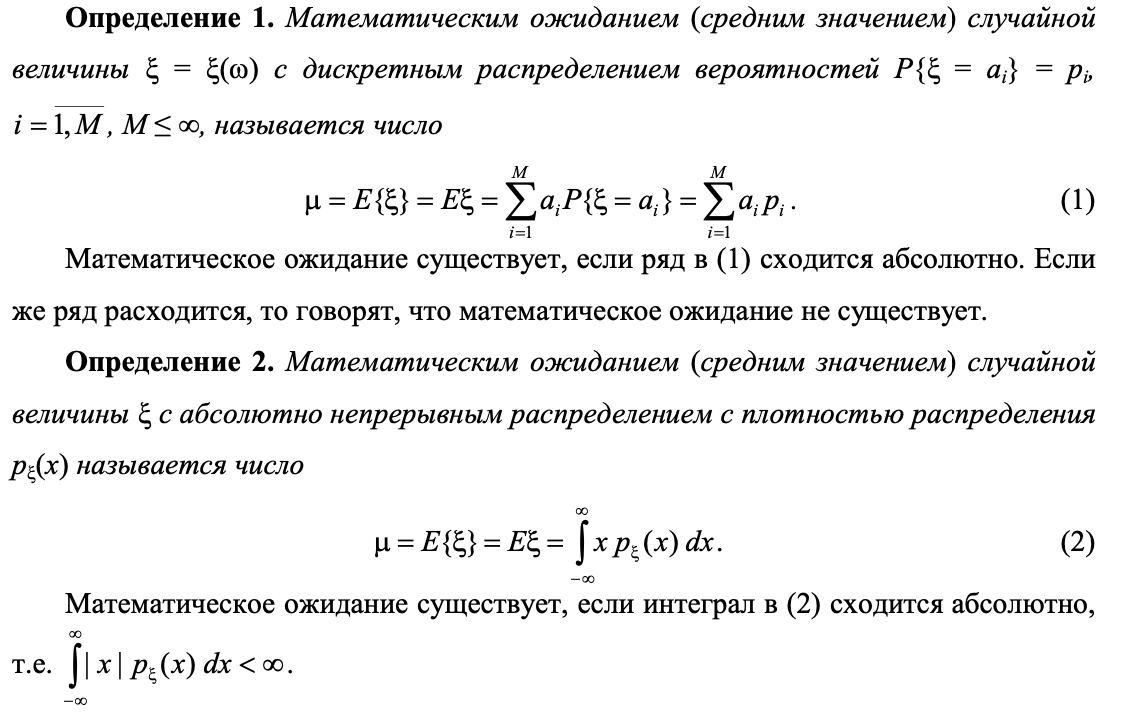 Определение 1. Математическим ожиданием (средним значением) случайной
величины ξ = ξ(ω) с дискретным распределением вероятностей P{ξ = aᵢ} = pᵢ,
i = 1,M̅, M ≤ ∞, называется число
μ = E{ξ} = Eξ = ∑_{i=1}^{M} aᵢP{ξ = aᵢ} = ∑_{i=1}^{M} aᵢpᵢ. (1)
Математическое ожидание существует, если ряд в (1) сходится абсолютно. Если
же ряд расходится, то говорят, что математическое ожидание не существует.
Определение 2. Математическим ожиданием (средним значением) случайной
величины ξ с абсолютно непрерывным распределением с плотностью распределения
p_ξ(x) называется число
μ = E{ξ} = Eξ = ∫_{−∞}^{∞} x p_ξ(x) dx. (2)
Математическое ожидание существует, если интеграл в (2) сходится абсолютно,
т.е. ∫_{−∞}^{∞} | x | p_ξ(x) dx < ∞.